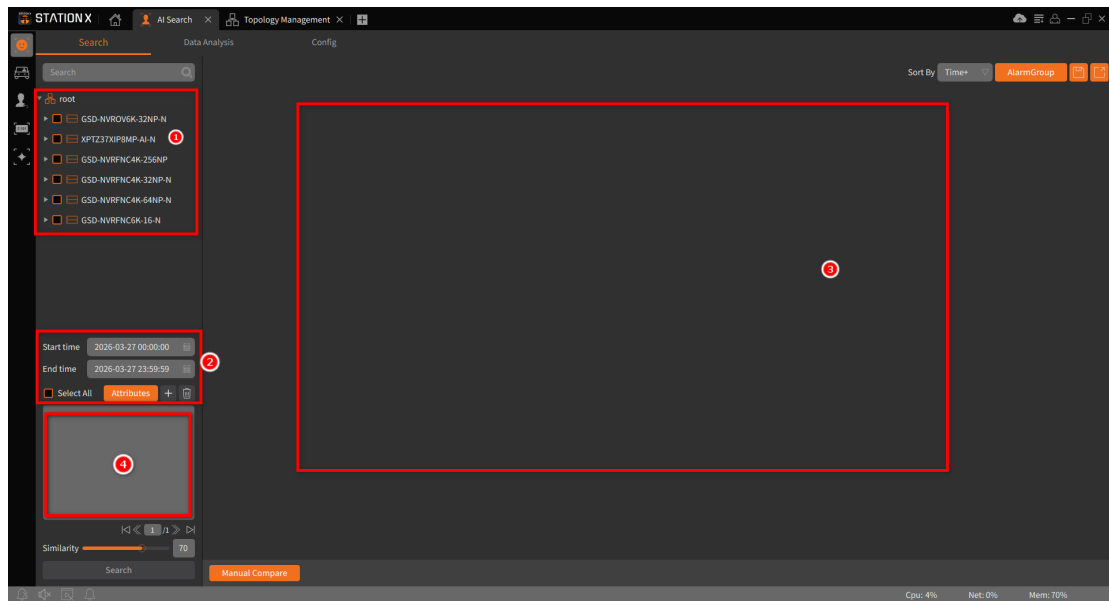 STATION X
AI Search
Topology Management
Search
Data Analysis
Config
Search
Sort By
Time+
AlarmGroup
root
GSD-NVROV6K-32NP-N
XPTZ37XIP8MP-AI-N
1
GSD-NVRFNC4K-256NP
GSD-NVRFNC4K-32NP-N
GSD-NVRFNC4K-64NP-N
GSD-NVRFNC6K-16-N
3
Start time 2026-03-27 00:00:00
2
End time 2026-03-27 23:59:59
Select All
Attributes
4
1 /1
Similarity
70
Search
Manual Compare
Cpu: 4%
Net: 0%
Mem: 70%